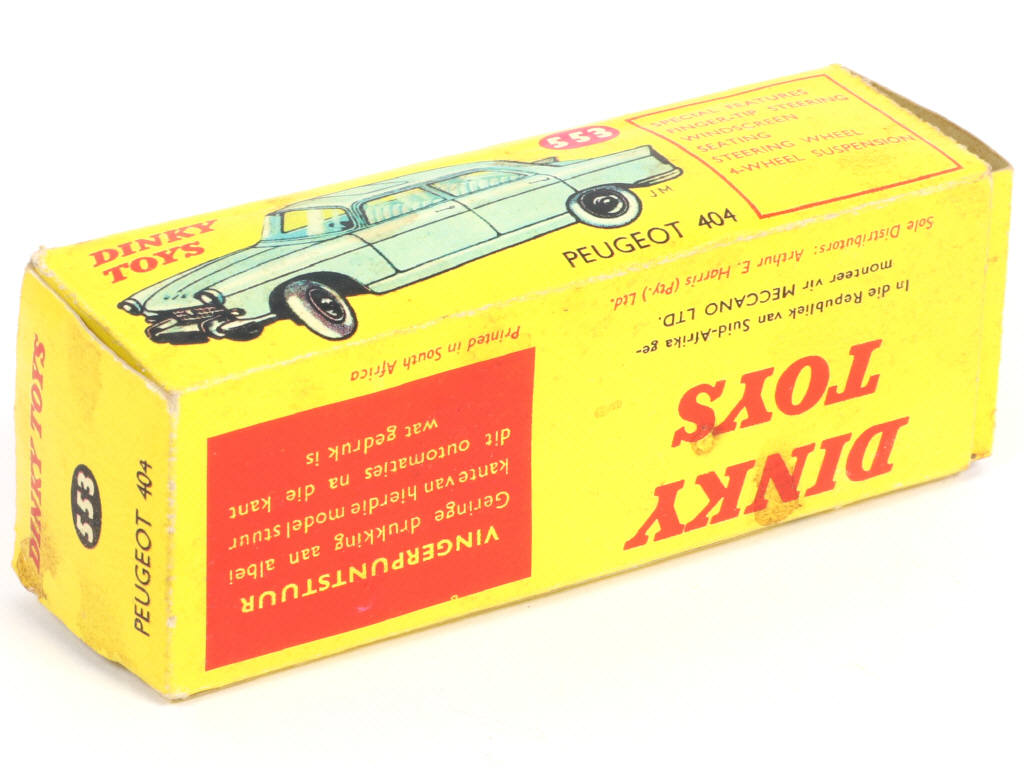 DINKY
TOYS
553
SPECIAL FEATURES
FINGER-TIP STEERING
WINDSCREEN
SEATING
STEERING WHEEL
4-WHEEL SUSPENSION
J.M
PEUGEOT 404
DINKY TOYS
553
PEUGEOT 404
DINKY
TOYS
In die Republiek van Suid-Afrika ge-
monteer vir MECCANO LTD.
Sole Distributors: Arthur E. Harris (Pty.) Ltd.
VINGERPUNTSTUUR
Geringe drukking aan albei
kante van hierdie model stuur
dit outomaties na die kant
wat gedruk is
Printed in South Africa